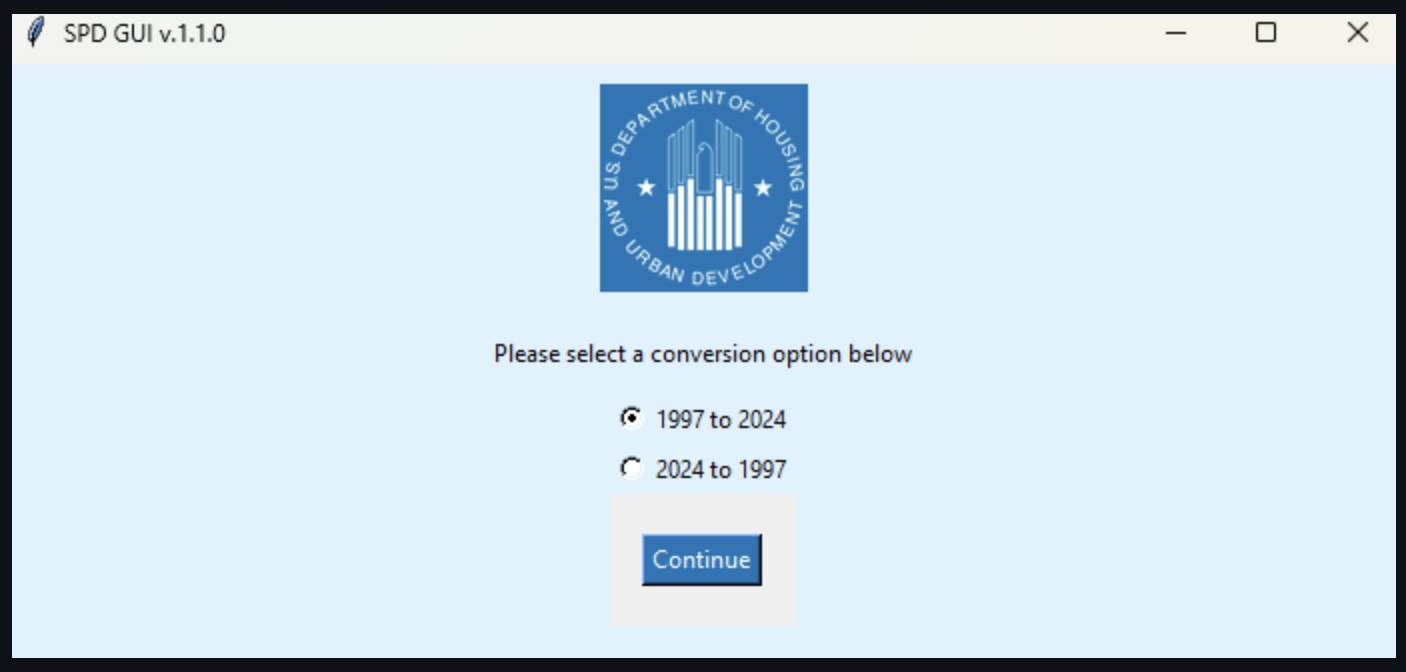 SPD GUI v.1.1.0
U.S. DEPARTMENT OF HOUSING
AND URBAN DEVELOPMENT
Please select a conversion option below
1997 to 2024
2024 to 1997
Continue